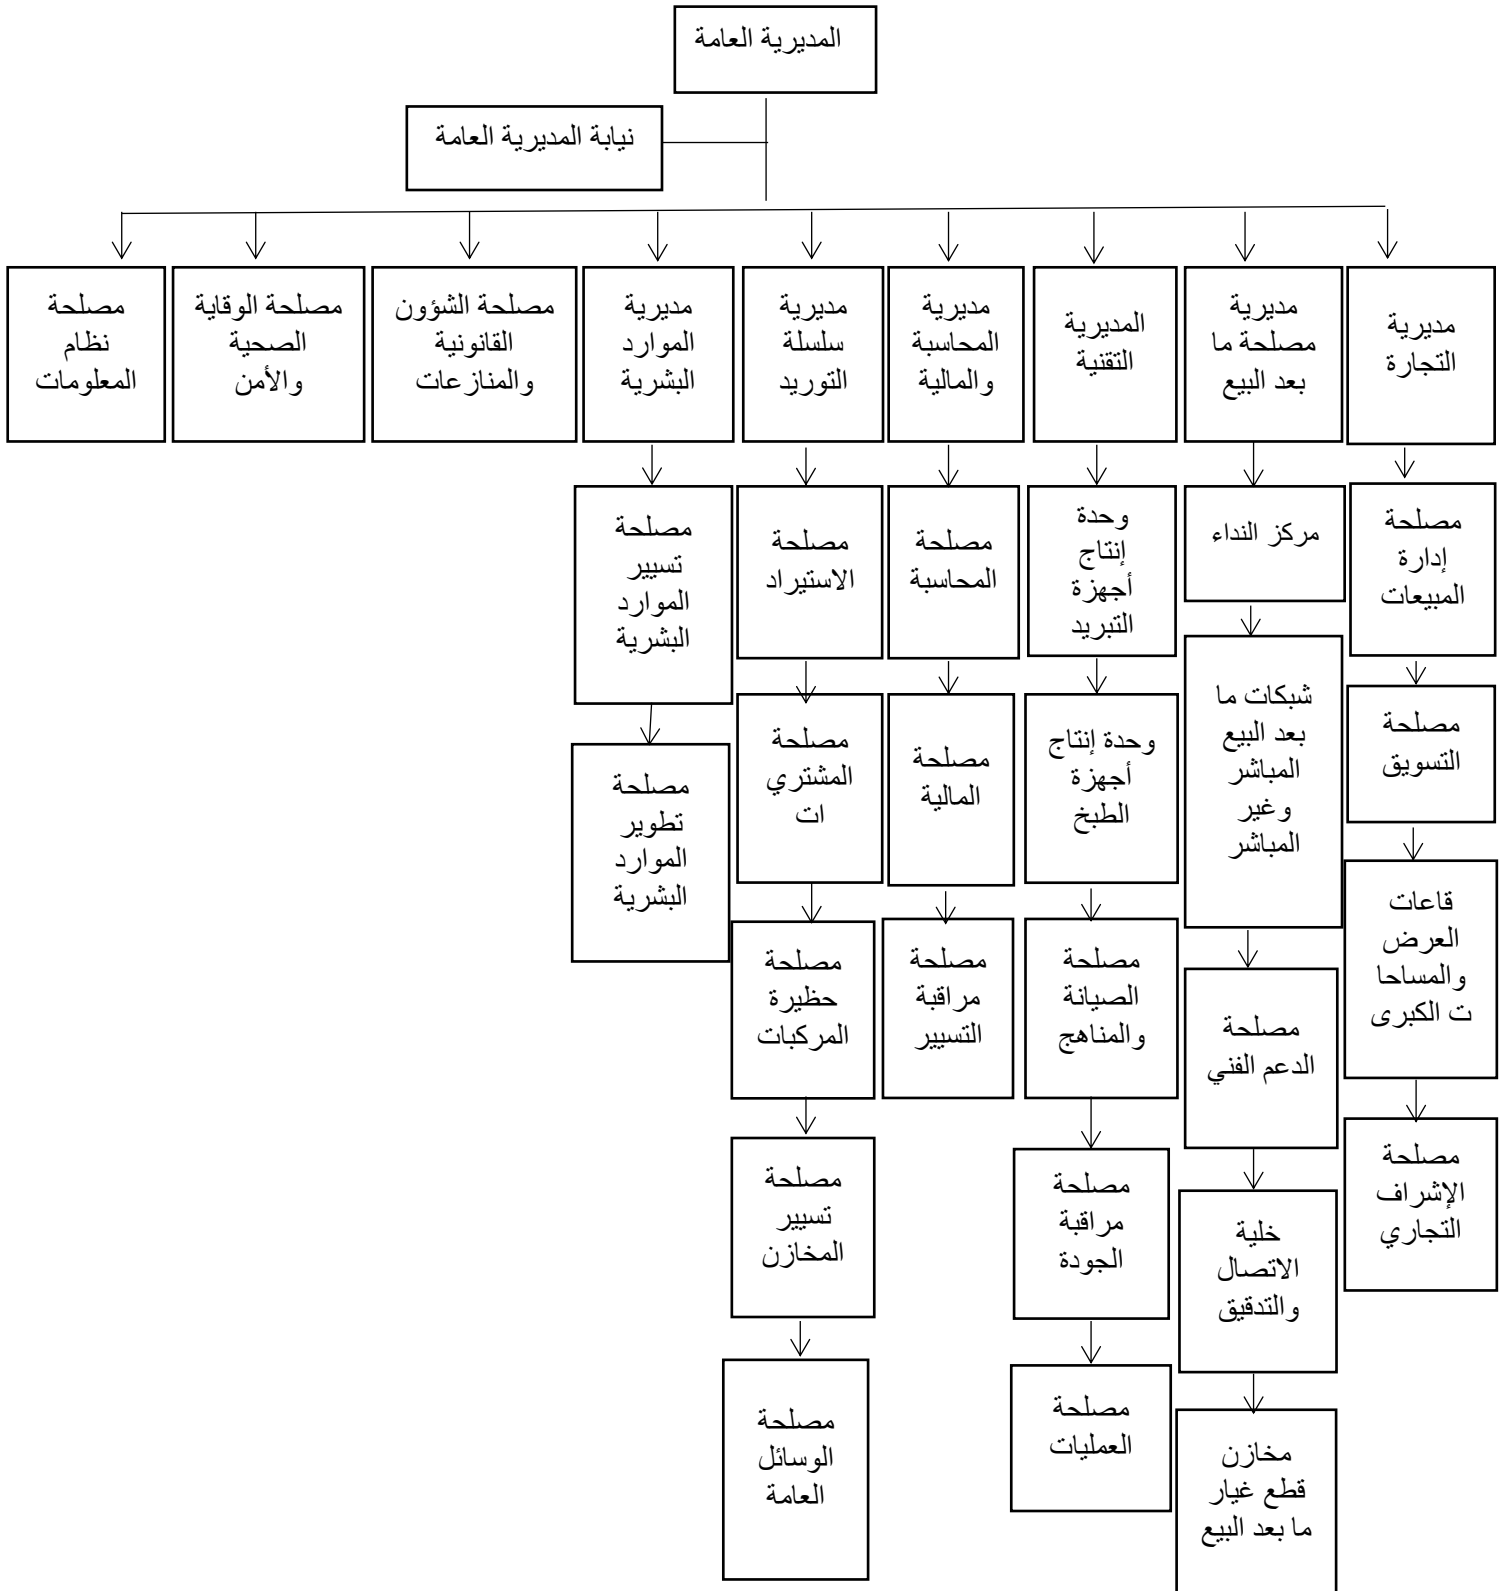 المديرية العامة
نيابة المديرية العامة
مديرية
التجارة
مديرية
مصلحة ما
بعد البيع
المديرية
التقنية
مديرية
المحاسبة
والمالية
مديرية
سلسلة
التوريد
مديرية
الموارد
البشرية
مصلحة الشؤون
القانونية
والمنازعات
مصلحة الوقاية
الصحية
والأمن
مصلحة
نظام
المعلومات
مصلحة
إدارة
المبيعات
مصلحة
التسويق
قاعات
العرض
والمساحا
ت الكبرى
مصلحة
الإشراف
التجاري
مركز النداء
شبكات ما
بعد البيع
المباشر
وغير
المباشر
مصلحة
الدعم الفني
خلية
الاتصال
والتدقيق
مخازن
قطع غيار
ما بعد البيع
وحدة
إنتاج
أجهزة
التبريد
وحدة إنتاج
أجهزة
الطبخ
مصلحة
الصيانة
والمناهج
مصلحة
مراقبة
الجودة
مصلحة
العمليات
مصلحة
المحاسبة
مصلحة
المالية
مصلحة
مراقبة
التسيير
مصلحة
الاستيراد
مصلحة
المشتري
ات
مصلحة
حظيرة
المركبات
مصلحة
تسيير
المخازن
مصلحة
الوسائل
العامة
مصلحة
تسيير
الموارد
البشرية
مصلحة
تطوير
الموارد
البشرية